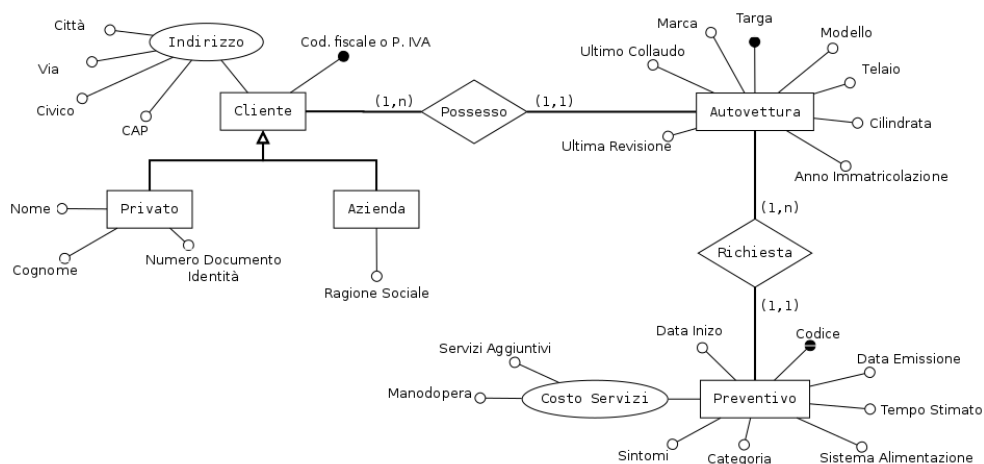 Città
Indirizzo
Cod. fiscale o P. IVA
Marca
Targa
Modello
Ultimo Collaudo
Via
Telaio
Civico
Cliente
(1,n)
Possesso
(1,1)
Autovettura
Cilindrata
CAP
Ultima Revisione
Anno Immatricolazione
Nome
Privato
Azienda
(1,n)
Cognome
Numero Documento
Identità
Richiesta
Ragione Sociale
(1,1)
Data Inizo
Codice
Servizi Aggiuntivi
Data Emissione
Manodopera
Costo Servizi
Preventivo
Tempo Stimato
Sintomi
Categoria
Sistema Alimentazione